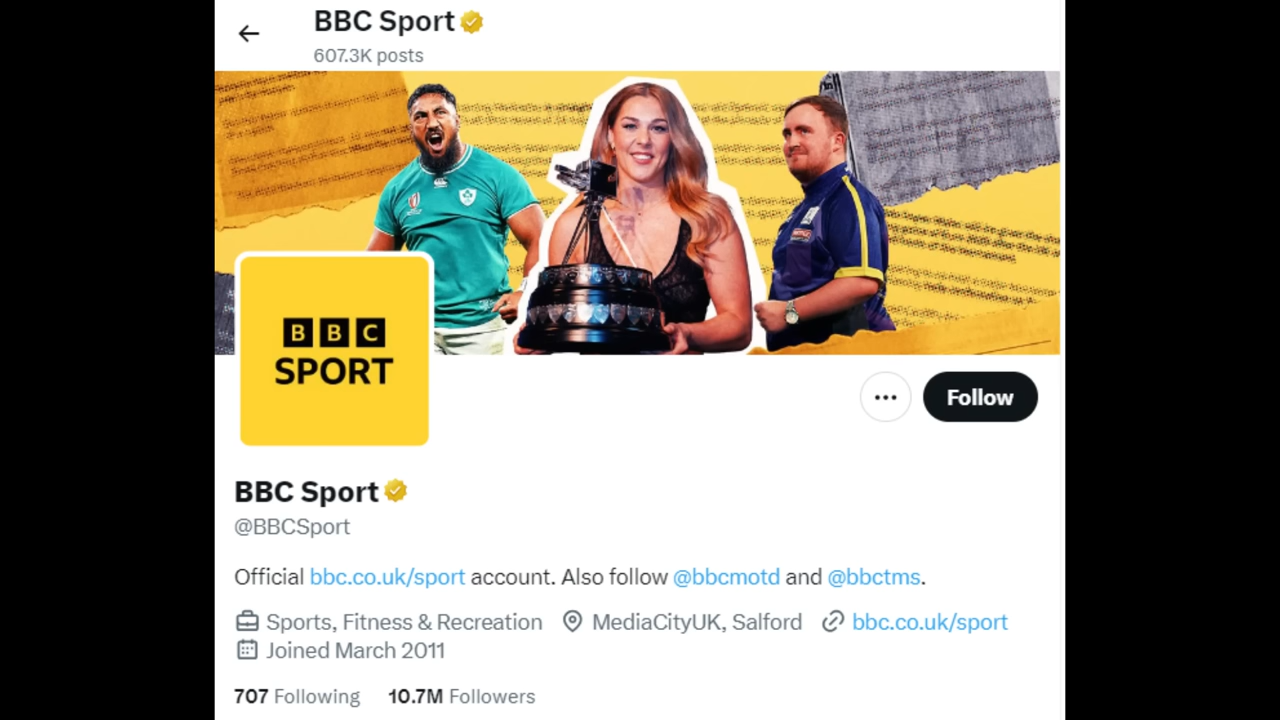 BBC Sport
607.3K posts
BBC
SPORT
Follow
BBC Sport
@BBCSport
Official bbc.co.uk/sport account. Also follow @bbcmotd and @bbctms.
Sports, Fitness & Recreation MediaCityUK, Salford bbc.co.uk/sport
Joined March 2011
707 Following 10.7M Followers